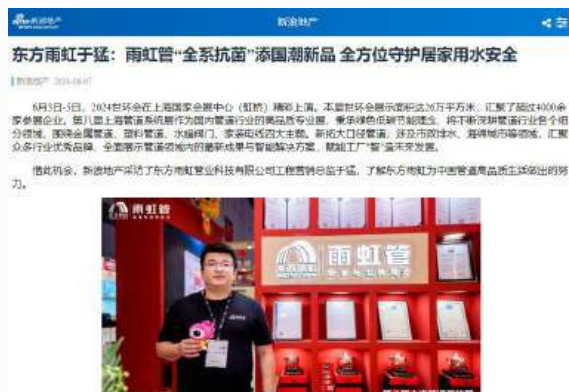 新浪地产
新浪地产
东方雨虹于猛：雨虹管“全系抗菌”添国潮新品 全方位守护居家用水安全
新浪地产 2024-06-07
6月3日-5日，2024世环会在上海国家会展中心（虹桥）精彩上演。本届世环会展示面积达26万平方米，汇聚了超过4000余
家参展企业。第八届上海管道系统展作为国内管道行业的高品质专业展，秉承绿色低碳节能理念，将不断深耕管道行业各个细
分领域，围绕金属管道、塑料管道、水暖阀门、家装电线四大主题，新拓大口径管道，涉及市政排水、海绵城市等领域，汇聚
众多行业优秀品牌，全面展示管道领域内的最新成果与智能解决方案，赋能工厂“智”造未来发展。
借此机会，新浪地产采访了东方雨虹管业科技有限公司工程营销总监于猛，了解东方雨虹为中国管道高品质生活做出的努
力。
雨虹管
雨虹管
东方雨虹